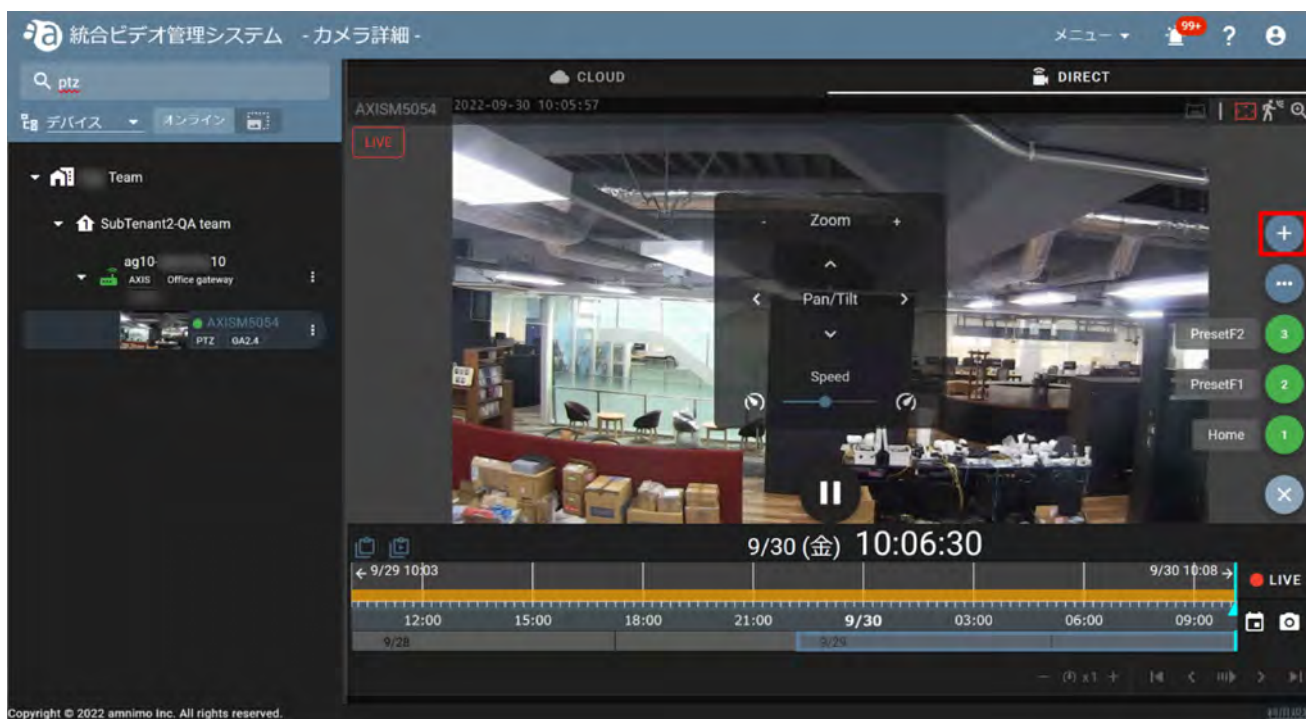 統合ビデオ管理システム - カメラ詳細 -
メニュー
99+
?
ptz
デバイス
オンライン
Team
SubTenant2-QA team
ag10- 10
AXIS Office gateway
AXISM5054
PTZ GA2.4
CLOUD
DIRECT
AXISM5054 2022-09-30 10:05:57
LIVE
- Zoom +
Pan/Tilt
Speed
PresetF2 3
PresetF1 2
Home 1
9/30 (金) 10:06:30
9/29 10:03
9/30 10:08
LIVE
12:00 15:00 18:00 21:00 9/30 03:00 06:00 09:00
9/28 9/29
x1
Copyright © 2022 amnimo Inc. All rights reserved.